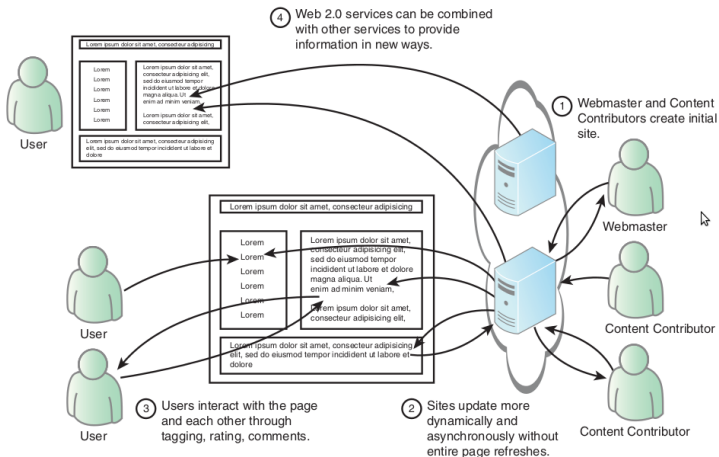 4 Web 2.0 services can be combined
with other services to provide
information in new ways.
Lorem ipsum dolor sit amet, consecteur adipisicing
Lorem
Lorem
Lorem
Lorem
Lorem
Lorem
Lorem ipsum dolor sit amet,
consecteur adipisicing elit,
sed do eiusmod tempor
incididunt ut labore et dolore
magna aliqua. Ut
enim ad minim veniam,
Lorem ipsum dolor sit amet,
consecteur adipisicing elit,
Lorem ipsum dolor sit amet, consecteur adipisicing
elit, sed do eiusmod tempor incididunt ut labore et
dolore
User
1 Webmaster and Content
Contributors create initial
site.
Webmaster
Lorem ipsum dolor sit amet, consecteur adipisicing
Lorem
Lorem
Lorem
Lorem
Lorem
Lorem
Lorem ipsum dolor sit amet,
consecteur adipisicing elit,
sed do eiusmod tempor
incididunt ut labore et dolore
magna aliqua. Ut
enim ad minim veniam,
Lorem ipsum dolor sit amet,
consecteur adipisicing elit,
Lorem ipsum dolor sit amet, consecteur adipisicing
elit, sed do eiusmod tempor incididunt ut labore et
dolore
User
Content Contributor
User
Content Contributor
3 Users interact with the page
and each other through
tagging, rating, comments.
2 Sites update more
dynamically and
asynchronously without
entire page refreshes.